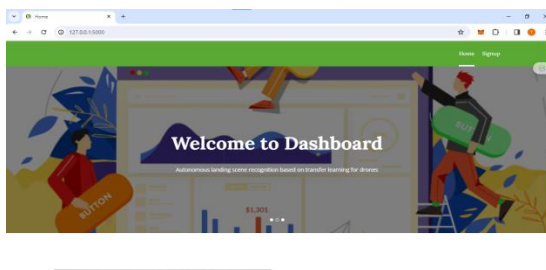 Home
127.0.0.1:5000
Home Signup
Welcome to Dashboard
Autonomous landing scene recognition based on transfer learning for drones
BUTTON
BUTTON
$1,301